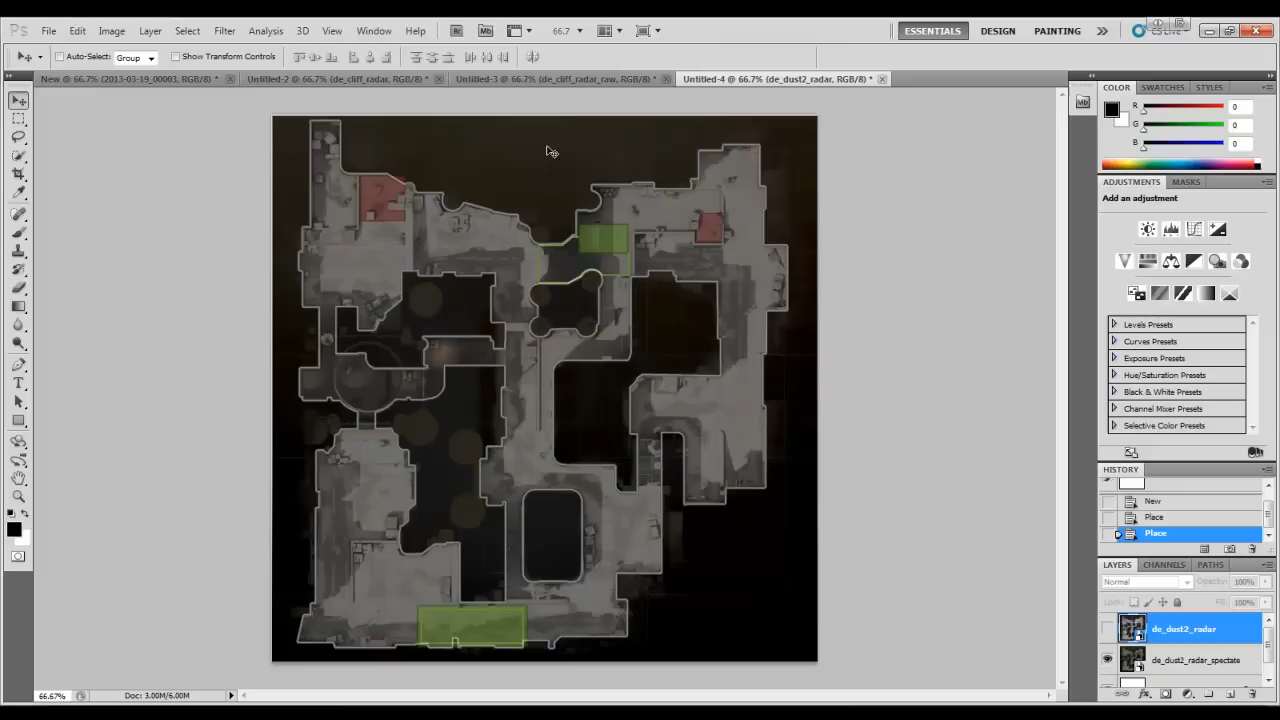 Ps File Edit Image Layer Select Filter Analysis 3D View Window Help Br Mb 66.7 ESSENTIALS DESIGN PAINTING CS Live
Auto-Select: Group Show Transform Controls
New @ 66.7% (2013-03-19_00003, RGB/8) * Untitled-2 @ 66.7% (de_cliff_radar, RGB/8) * Untitled-3 @ 66.7% (de_cliff_radar_raw, RGB/8) * Untitled-4 @ 66.7% (de_dust2_radar, RGB/8) *
COLOR SWATCHES STYLES
Mb
R 0
G 0
B 0
ADJUSTMENTS MASKS
Add an adjustment
Levels Presets
Curves Presets
Exposure Presets
Hue/Saturation Presets
Black & White Presets
Channel Mixer Presets
Selective Color Presets
HISTORY
New
Place
Place
LAYERS CHANNELS PATHS
Normal Opacity: 100%
Lock: Fill: 100%
de_dust2_radar
de_dust2_radar_spectate
66.67% Doc: 3.00M/6.00M